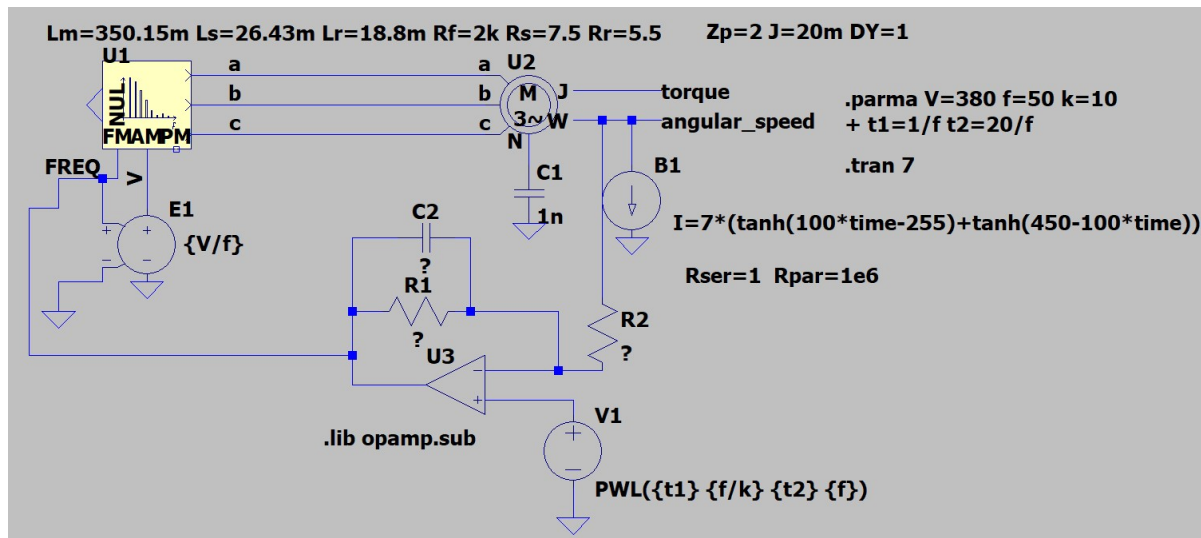 Lm=350.15m Ls=26.43m Lr=18.8m Rf=2k Rs=7.5 Rr=5.5
Zp=2 J=20m DY=1
U1
a
a
U2
NUL
b
b
M
3~
J
torque
.parma V=380 f=50 k=10
c
c
W
angular_speed
+ t1=1/f t2=20/f
FM
AM
PM
N
FREQ
V
C1
B1
.tran 7
1n
E1
{V/f}
C2
?
I=7*(tanh(100*time-255)+tanh(450-100*time))
R1
?
Rser=1 Rpar=1e6
R2
?
U3
V1
.lib opamp.sub
PWL({t1} {f/k} {t2} {f})